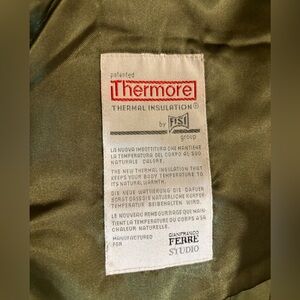 patented
Thermore
THERMAL INSULATION®
by FISI
group
LA NUOVA IMBOTTITURA CHE MANTIENE
LA TEMPERATURA DEL CORPO AL SUO
NATURALE CALORE.
THE NEW THERMAL INSULATION THAT
KEEPS YOUR BODY TEMPERATURE TO
ITS NATURAL WARMTH.
DIE NEUE WATTIERUNG DIE DAFUER
SORGT DASS DIE NATUERLICHE KOERPER
TEMPERATUR BEIBEHALTEN WIRD.
LE NOUVEAU REMBOURRAGE QUI MAIN-
TIENT LA TEMPERATURE DU CORPS A SA
CHALEUR NATURELLE.
MANUFACTURED
FOR
GIANFRANCO
FERRE
STUDIO